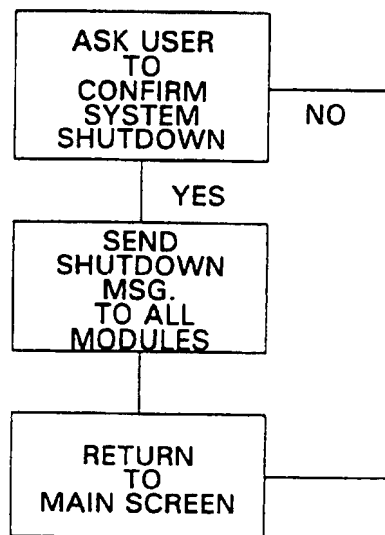 ASK USER
TO
CONFIRM
SYSTEM
SHUTDOWN
NO
YES
SEND
SHUTDOWN
MSG.
TO ALL
MODULES
RETURN
TO
MAIN SCREEN